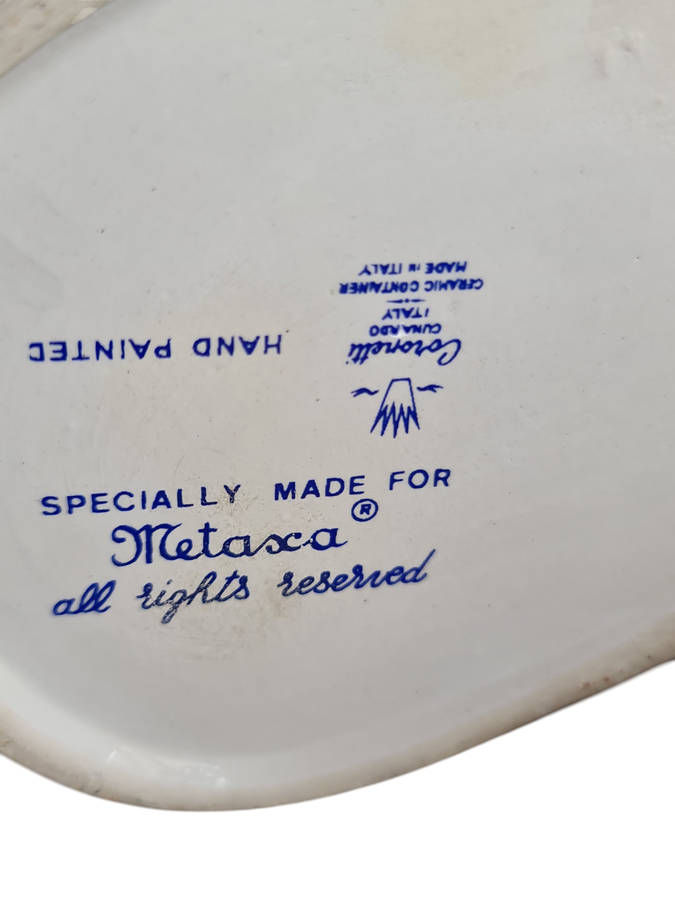 SPECIALLY MADE FOR
Metaxa®
all rights reserved
HAND PAINTED
Coronetti
CUNARDO
ITALY
CERAMIC CONTAINER
MADE IN ITALY